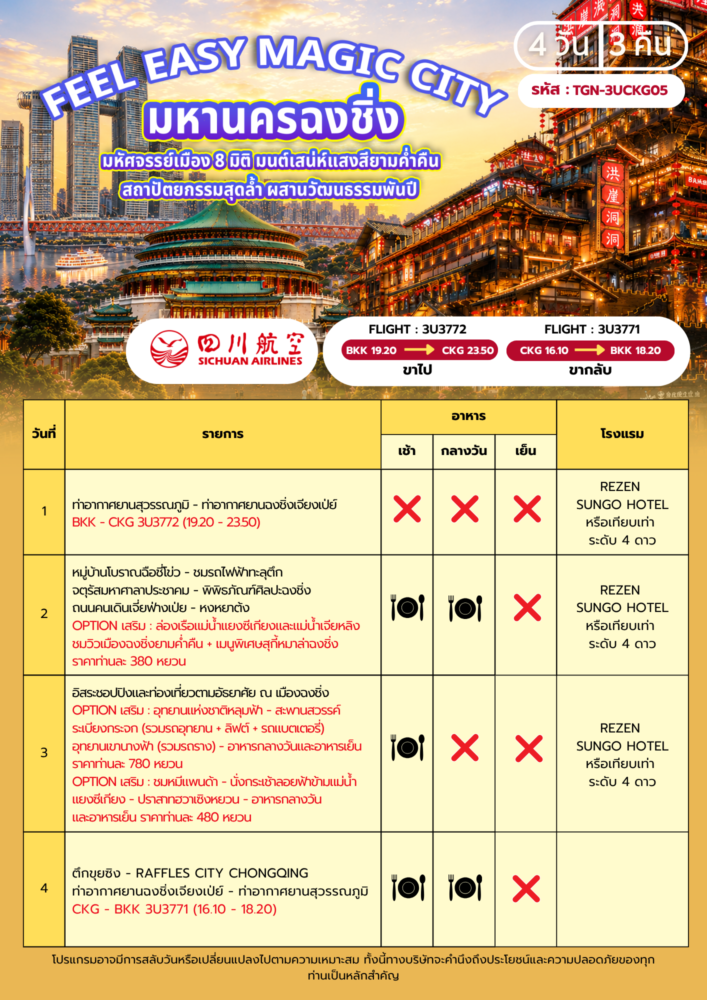 FEEL EASY MAGIC CITY
มหานครฉงชิ่ง
มหัศจรรย์เมือง 8 มิติ มนต์เสน่ห์แสงสียามค่ำคืน
สถาปัตยกรรมสุดล้ำ ผสานวัฒนธรรมพันปี
4 วัน 3 คืน
รหัส : TGN-3UCKG05
洪崖洞洞
四川航空
SICHUAN AIRLINES
FLIGHT : 3U3772
BKK 19.20 CKG 23.50
ขาไป
FLIGHT : 3U3771
CKG 16.10 BKK 18.20
ขากลับ
วันที่ รายการ อาหาร โรงแรม
เช้า กลางวัน เย็น
1
ท่าอากาศยานสุวรรณภูมิ - ท่าอากาศยานฉงชิ่งเจียงเป่ย์
BKK - CKG 3U3772 (19.20 - 23.50)
REZEN
SUNGO HOTEL
หรือเทียบเท่า
ระดับ 4 ดาว
2
หมู่บ้านโบราณฉือชี่โข่ว - ชมรถไฟฟ้าทะลุตึก
จตุรัสมหาศาลาประชาคม - พิพิธภัณฑ์ศิลปะฉงชิ่ง
ถนนคนเดินเจี่ยฟ่างเป่ย - หงหยาต้ง
OPTION เสริม : ล่องเรือแม่น้ำแยงซีเกียงและแม่น้ำเจียหลิง
ชมวิวเมืองฉงชิ่งยามค่ำคืน + เมนูพิเศษสุกี้หมาล่าฉงชิ่ง
ราคาท่านละ 380 หยวน
REZEN
SUNGO HOTEL
หรือเทียบเท่า
ระดับ 4 ดาว
3
อิสระชอปปิงและท่องเที่ยวตามอัธยาศัย ณ เมืองฉงชิ่ง
OPTION เสริม : อุทยานแห่งชาติหลุมฟ้า - สะพานสวรรค์
ระเบียงกระจก (รวมรถอุทยาน + ลิฟต์ + รถแบตเตอรี่)
อุทยานเขานางฟ้า (รวมรถราง) - อาหารกลางวันและอาหารเย็น
ราคาท่านละ 780 หยวน
OPTION เสริม : ชมหมีแพนด้า - นั่งกระเช้าลอยฟ้าข้ามแม่น้ำ
แยงซีเกียง - ปราสาทฮวาเซิงหยวน - อาหารกลางวัน
และอาหารเย็น ราคาท่านละ 480 หยวน
REZEN
SUNGO HOTEL
หรือเทียบเท่า
ระดับ 4 ดาว
4
ตึกขุยซิง - RAFFLES CITY CHONGQING
ท่าอากาศยานฉงชิ่งเจียงเป่ย์ - ท่าอากาศยานสุวรรณภูมิ
CKG - BKK 3U3771 (16.10 - 18.20)
โปรแกรมอาจมีการสลับวันหรือเปลี่ยนแปลงไปตามความเหมาะสม ทั้งนี้ทางบริษัทจะคำนึงถึงประโยชน์และความปลอดภัยของทุก
ท่านเป็นหลักสำคัญ